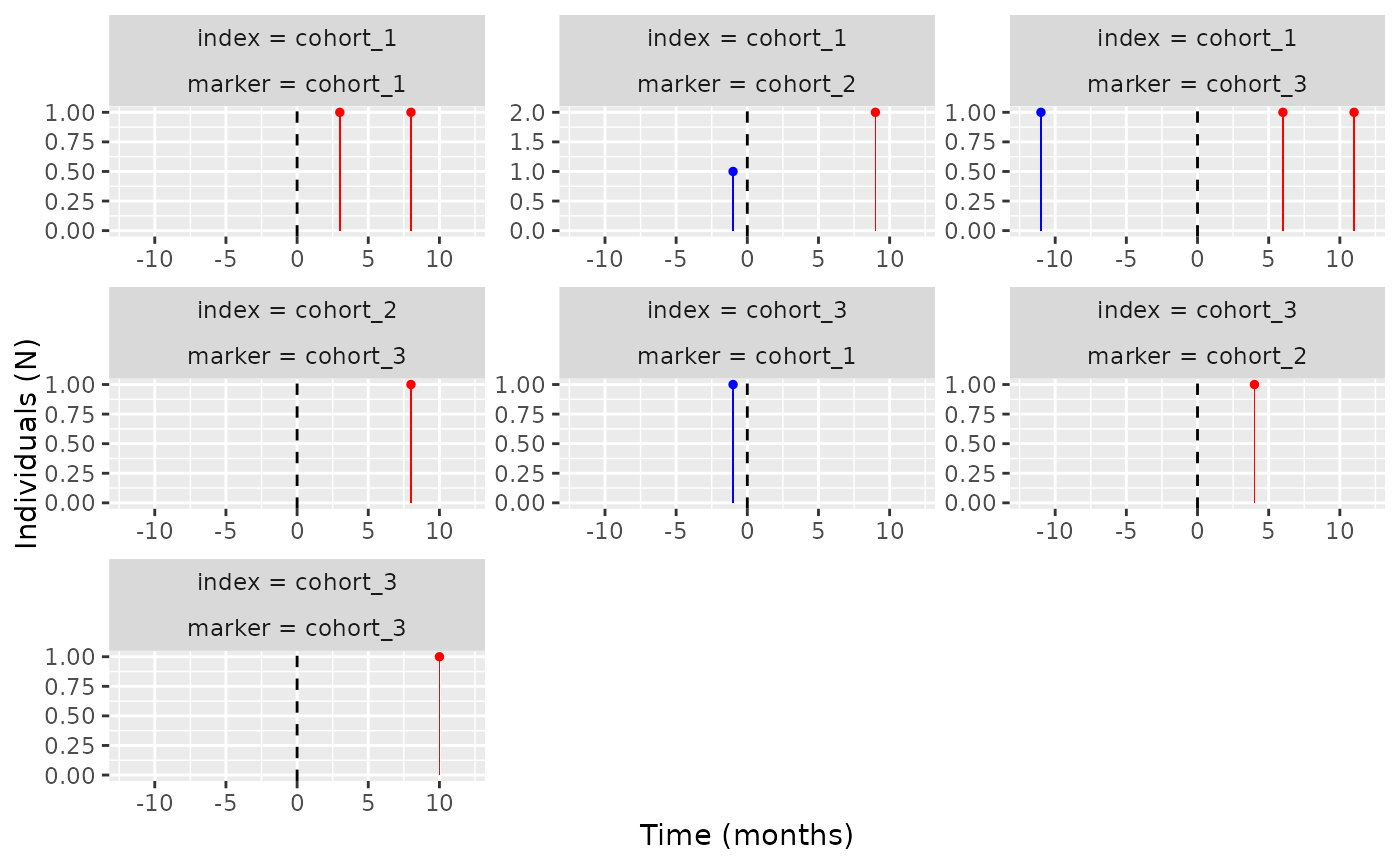 index = cohort_1
marker = cohort_1
1.00
0.75
0.50
0.25
0.00
-10 -5 0 5 10
index = cohort_1
marker = cohort_2
2.0
1.5
1.0
0.5
0.0
-10 -5 0 5 10
index = cohort_1
marker = cohort_3
1.00
0.75
0.50
0.25
0.00
-10 -5 0 5 10
index = cohort_2
marker = cohort_3
1.00
0.75
0.50
0.25
0.00
-10 -5 0 5 10
index = cohort_3
marker = cohort_1
1.00
0.75
0.50
0.25
0.00
-10 -5 0 5 10
index = cohort_3
marker = cohort_2
1.00
0.75
0.50
0.25
0.00
-10 -5 0 5 10
index = cohort_3
marker = cohort_3
1.00
0.75
0.50
0.25
0.00
-10 -5 0 5 10
Individuals (N)
Time (months)